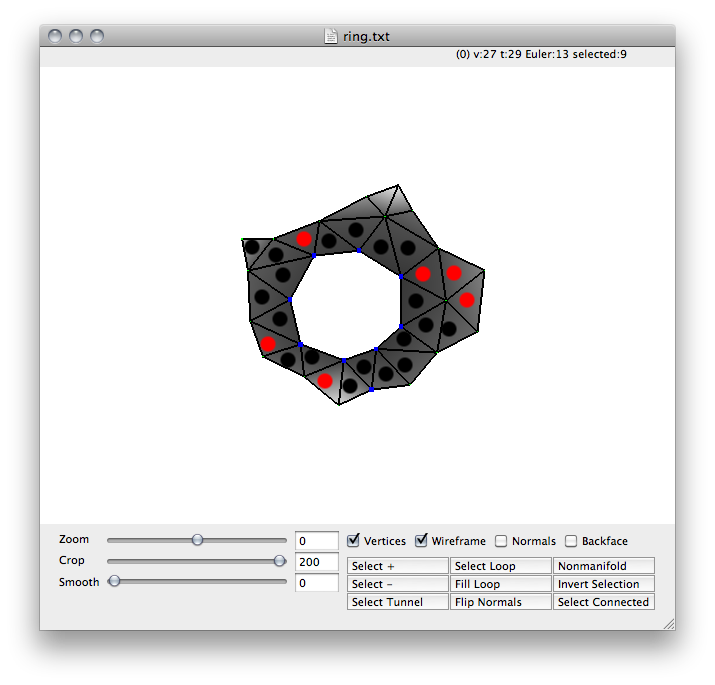 ring.txt
(0) v:27 t:29 Euler:13 selected:9
Zoom 0 Vertices Wireframe Normals Backface
Crop 200 Select + Select Loop Nonmanifold
Smooth 0 Select - Fill Loop Invert Selection
Select Tunnel Flip Normals Select Connected